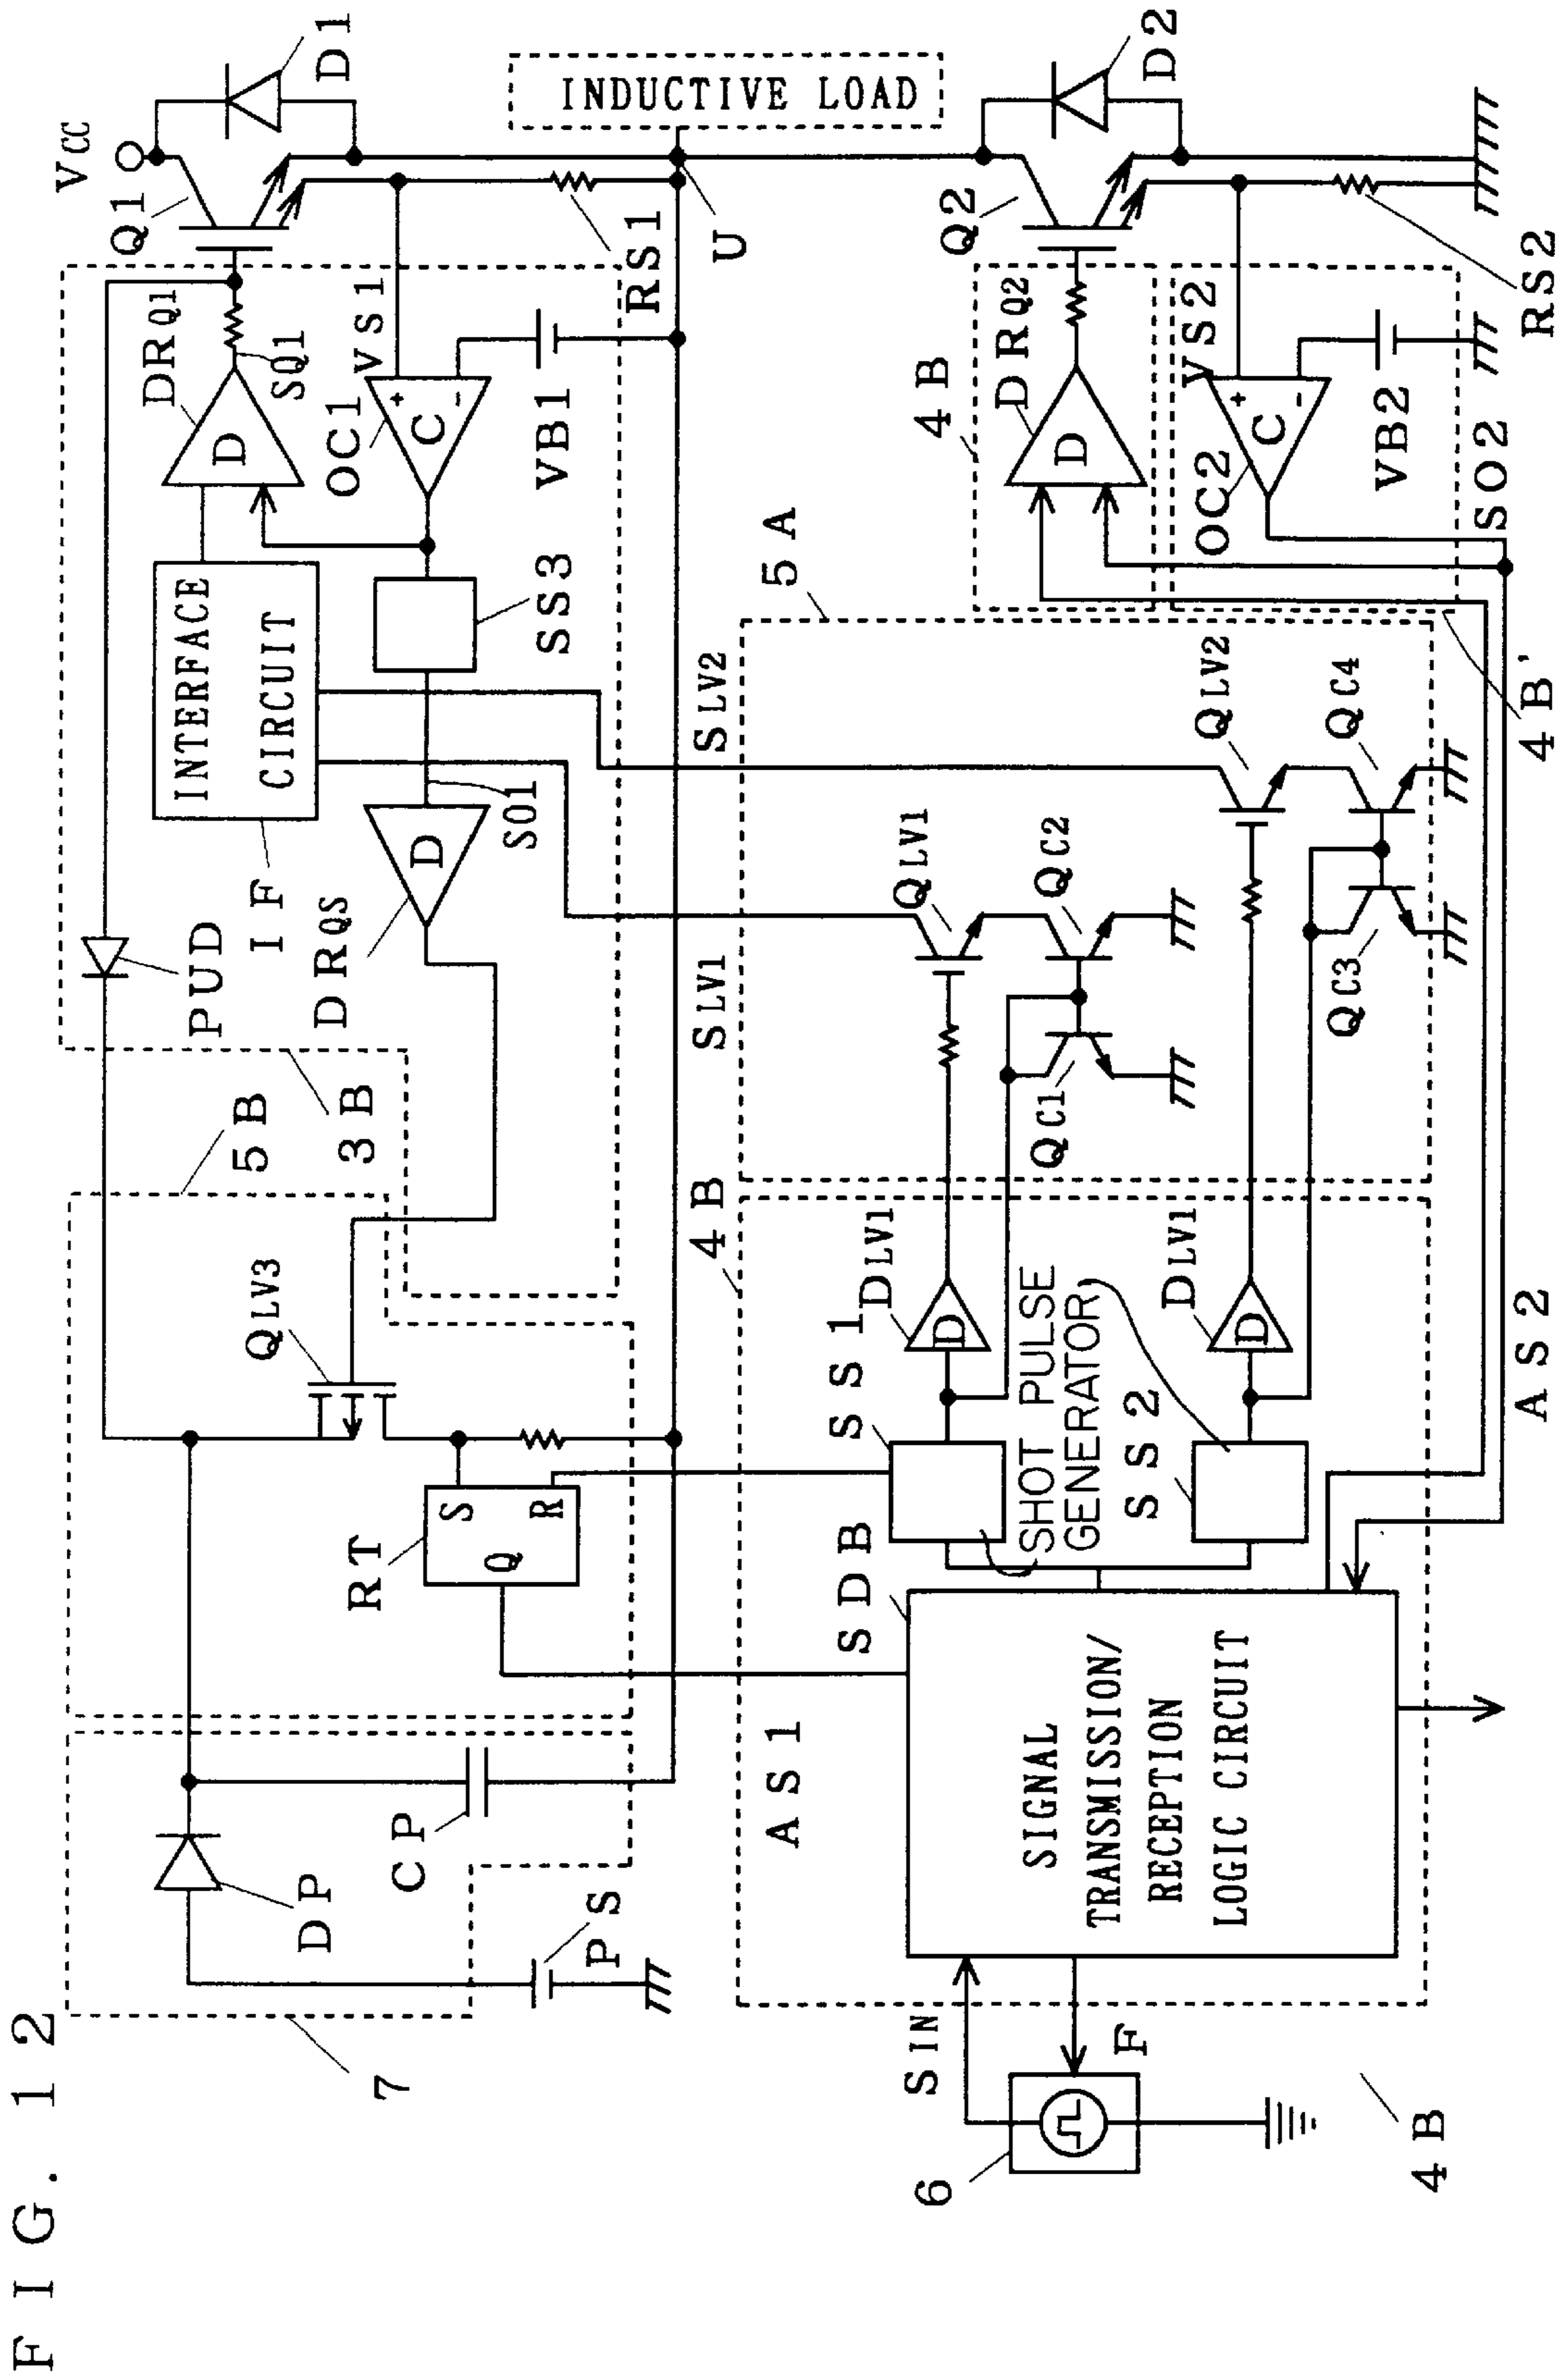 FIG. 12
7
DP
CP
PS
5B
3B
QLV3
RT
S
R
Q
PUD
IF
INTERFACE
CIRCUIT
DRQS
D
SO1
SS3
DRQ1
D
SQ1
OC1
C
+
-
VS1
VB1
Q1
VCC
D1
RS1
U
INDUCTIVE LOAD
SLV1
SLV2
4B
5A
AS1
SDB
SIGNAL
TRANSMISSION/
RECEPTION
LOGIC CIRCUIT
SIN
F
6
4B
SS1
SHOT PULSE
GENERATOR
SS2
DLV1
D
DLV1
D
QLV1
QC2
QC1
QLV2
QC4
QC3
4B'
4B
DRQ2
D
OC2
C
+
-
VS2
VB2
SO2
AS2
Q2
D2
RS2